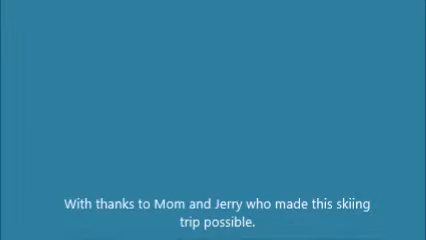 With thanks to Mom and Jerry who made this skiing
trip possible.